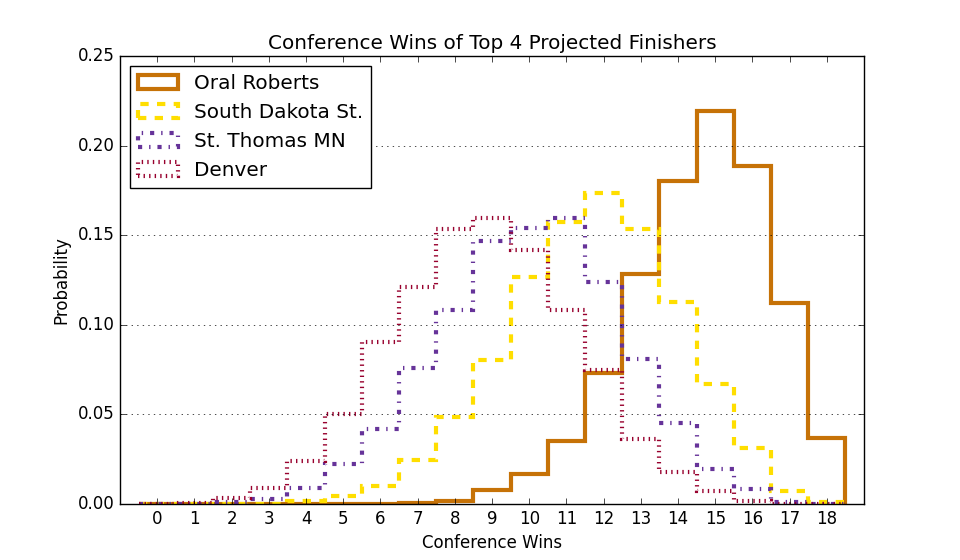 Conference Wins of Top 4 Projected Finishers
0.25
0.20
0.15
0.10
0.05
0.00
Probability
Oral Roberts
South Dakota St.
St. Thomas MN
Denver
0 1 2 3 4 5 6 7 8 9 10 11 12 13 14 15 16 17 18
Conference Wins